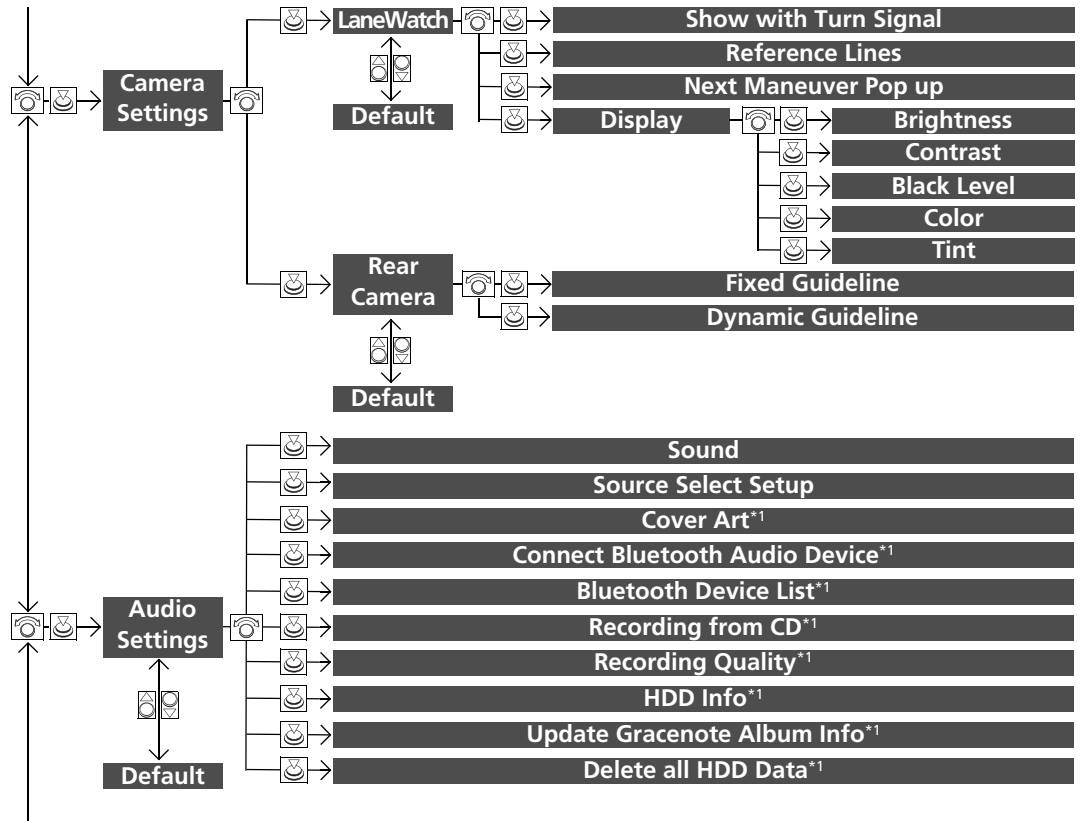 LaneWatch
Show with Turn Signal
Reference Lines
Next Maneuver Pop up
Camera
Settings
Default
Display
Brightness
Contrast
Black Level
Color
Tint
Rear
Camera
Fixed Guideline
Dynamic Guideline
Default
Sound
Source Select Setup
Cover Art*1
Connect Bluetooth Audio Device*1
Bluetooth Device List*1
Audio
Settings
Recording from CD*1
Recording Quality*1
HDD Info*1
Update Gracenote Album Info*1
Default
Delete all HDD Data*1